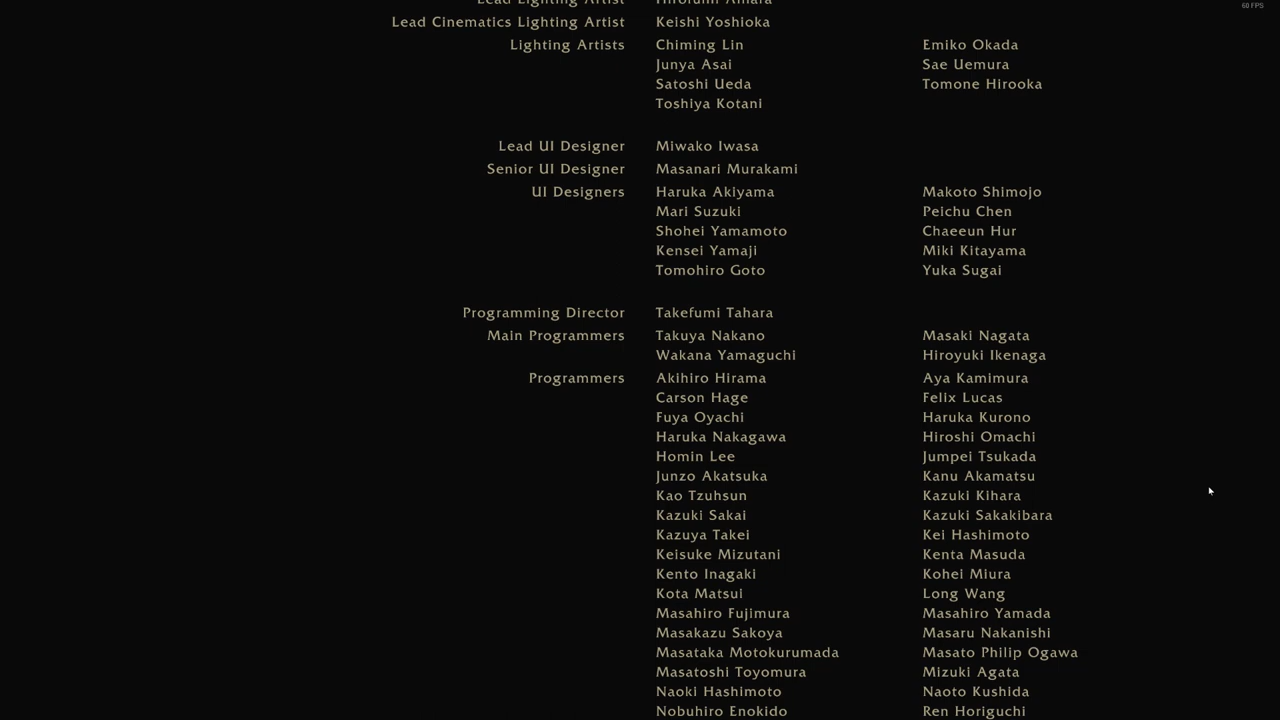 60 FPS
Lead Lighting Artist Hirofumi Aihara
Lead Cinematics Lighting Artist Keishi Yoshioka
Lighting Artists Chiming Lin Emiko Okada
Junya Asai Sae Uemura
Satoshi Ueda Tomone Hirooka
Toshiya Kotani
Lead UI Designer Miwako Iwasa
Senior UI Designer Masanari Murakami
UI Designers Haruka Akiyama Makoto Shimojo
Mari Suzuki Peichu Chen
Shohei Yamamoto Chaeeun Hur
Kensei Yamaji Miki Kitayama
Tomohiro Goto Yuka Sugai
Programming Director Takefumi Tahara
Main Programmers Takuya Nakano Masaki Nagata
Wakana Yamaguchi Hiroyuki Ikenaga
Programmers Akihiro Hirama Aya Kamimura
Carson Hage Felix Lucas
Fuya Oyachi Haruka Kurono
Haruka Nakagawa Hiroshi Omachi
Homin Lee Jumpei Tsukada
Junzo Akatsuka Kanu Akamatsu
Kao Tzuhsun Kazuki Kihara
Kazuki Sakai Kazuki Sakakibara
Kazuya Takei Kei Hashimoto
Keisuke Mizutani Kenta Masuda
Kento Inagaki Kohei Miura
Kota Matsui Long Wang
Masahiro Fujimura Masahiro Yamada
Masakazu Sakoya Masaru Nakanishi
Masataka Motokurumada Masato Philip Ogawa
Masatoshi Toyomura Mizuki Agata
Naoki Hashimoto Naoto Kushida
Nobuhiro Enokido Ren Horiguchi